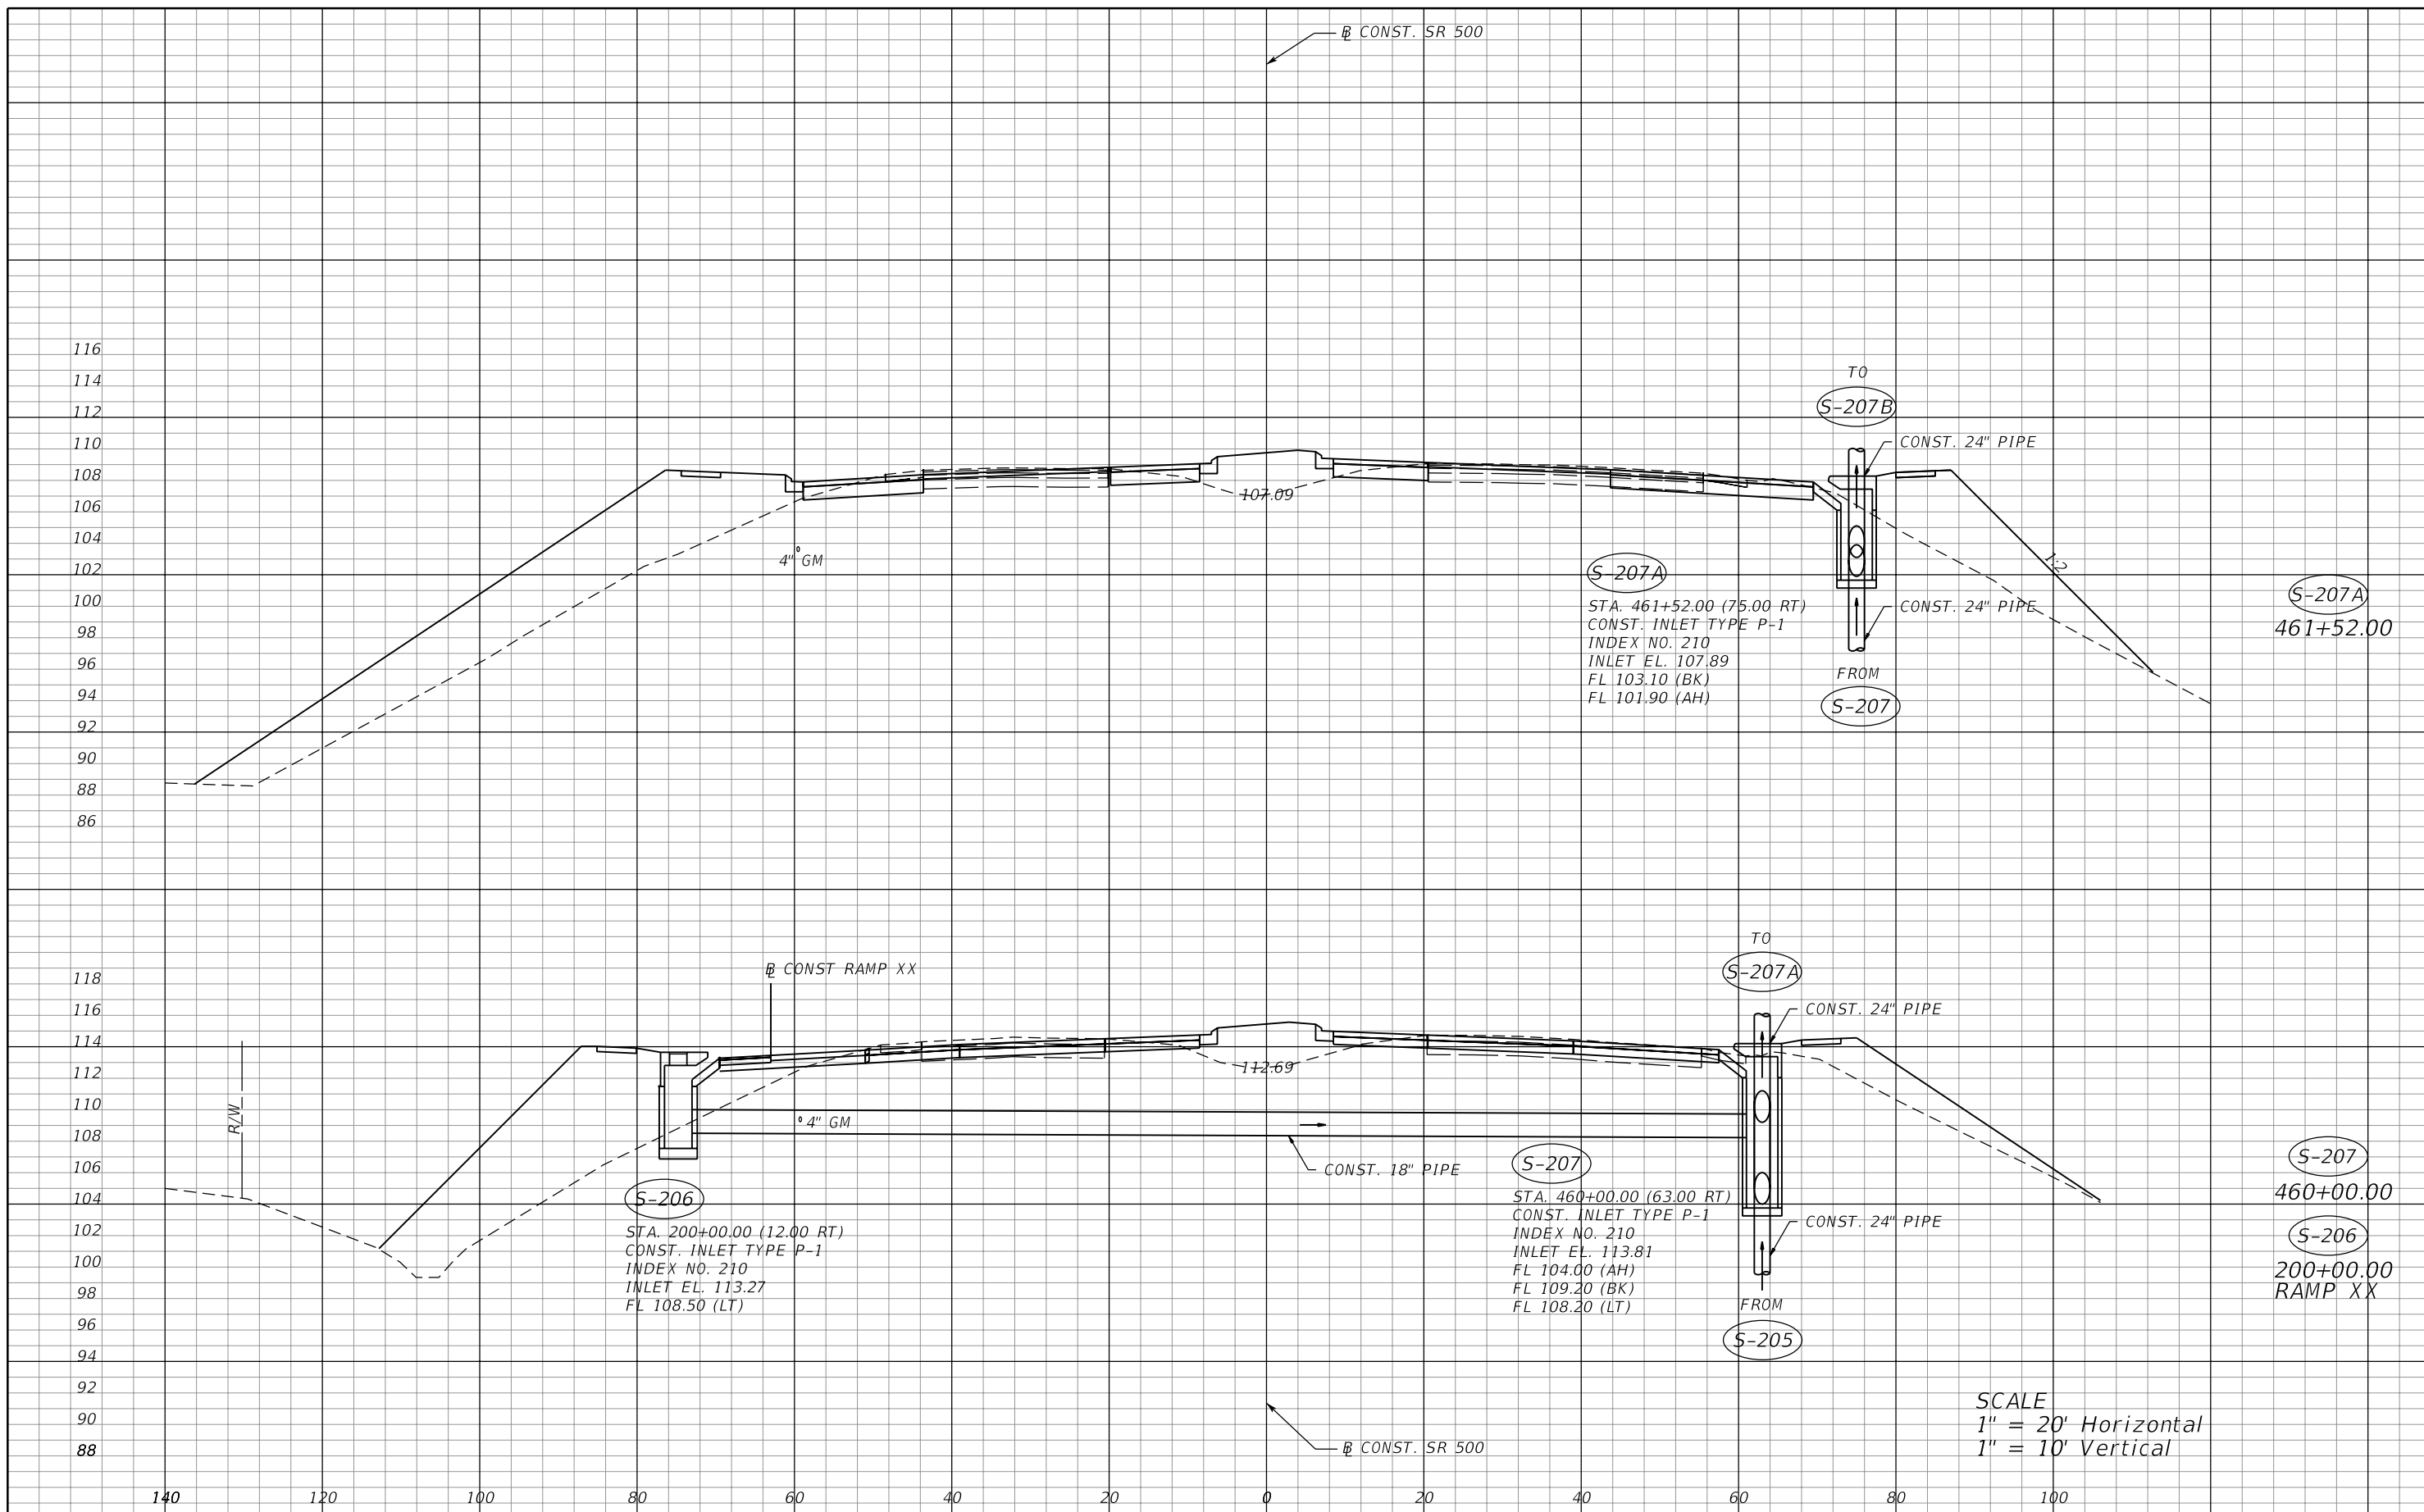 ⅊ CONST. SR 500
116
114
TO
112
S-207B
110
CONST. 24" PIPE
108
107.09
106
104
4" GM
102
S-207A
1:2
100
STA. 461+52.00 (75.00 RT)
CONST. INLET TYPE P-1
INDEX NO. 210
INLET EL. 107.89
FL 103.10 (BK)
FL 101.90 (AH)
CONST. 24" PIPE
S-207A
461+52.00
98
96
FROM
S-207
94
92
90
88
86
TO
S-207A
118
⅊ CONST RAMP XX
116
CONST. 24" PIPE
114
112
112.69
110
R/W
4" GM
108
106
CONST. 18" PIPE
S-207
S-207
460+00.00
104
S-206
STA. 460+00.00 (63.00 RT)
CONST. INLET TYPE P-1
INDEX NO. 210
INLET EL. 113.81
FL 104.00 (AH)
FL 109.20 (BK)
FL 108.20 (LT)
CONST. 24" PIPE
102
STA. 200+00.00 (12.00 RT)
CONST. INLET TYPE P-1
INDEX NO. 210
INLET EL. 113.27
FL 108.50 (LT)
S-206
200+00.00
RAMP XX
100
98
FROM
S-205
96
94
92
90
88
SCALE
1" = 20' Horizontal
1" = 10' Vertical
⅊ CONST. SR 500
140 120 100 80 60 40 20 0 20 40 60 80 100